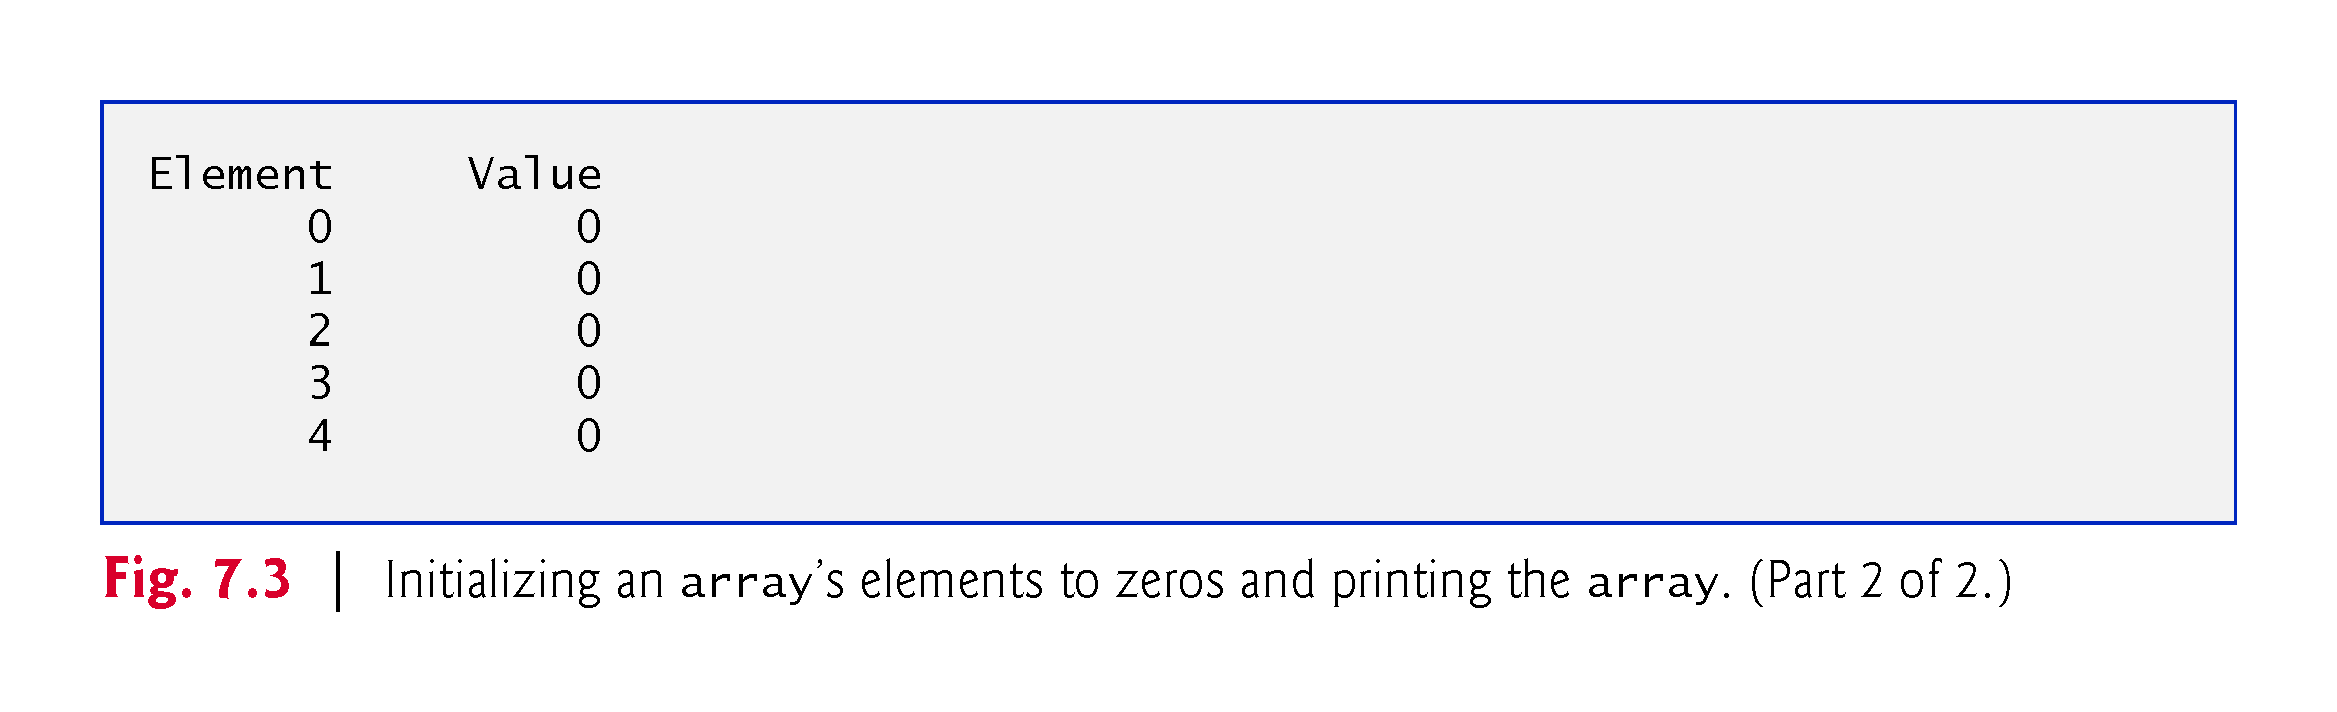 Element Value
0 0
1 0
2 0
3 0
4 0
Fig. 7.3 | Initializing an array’s elements to zeros and printing the array. (Part 2 of 2.)